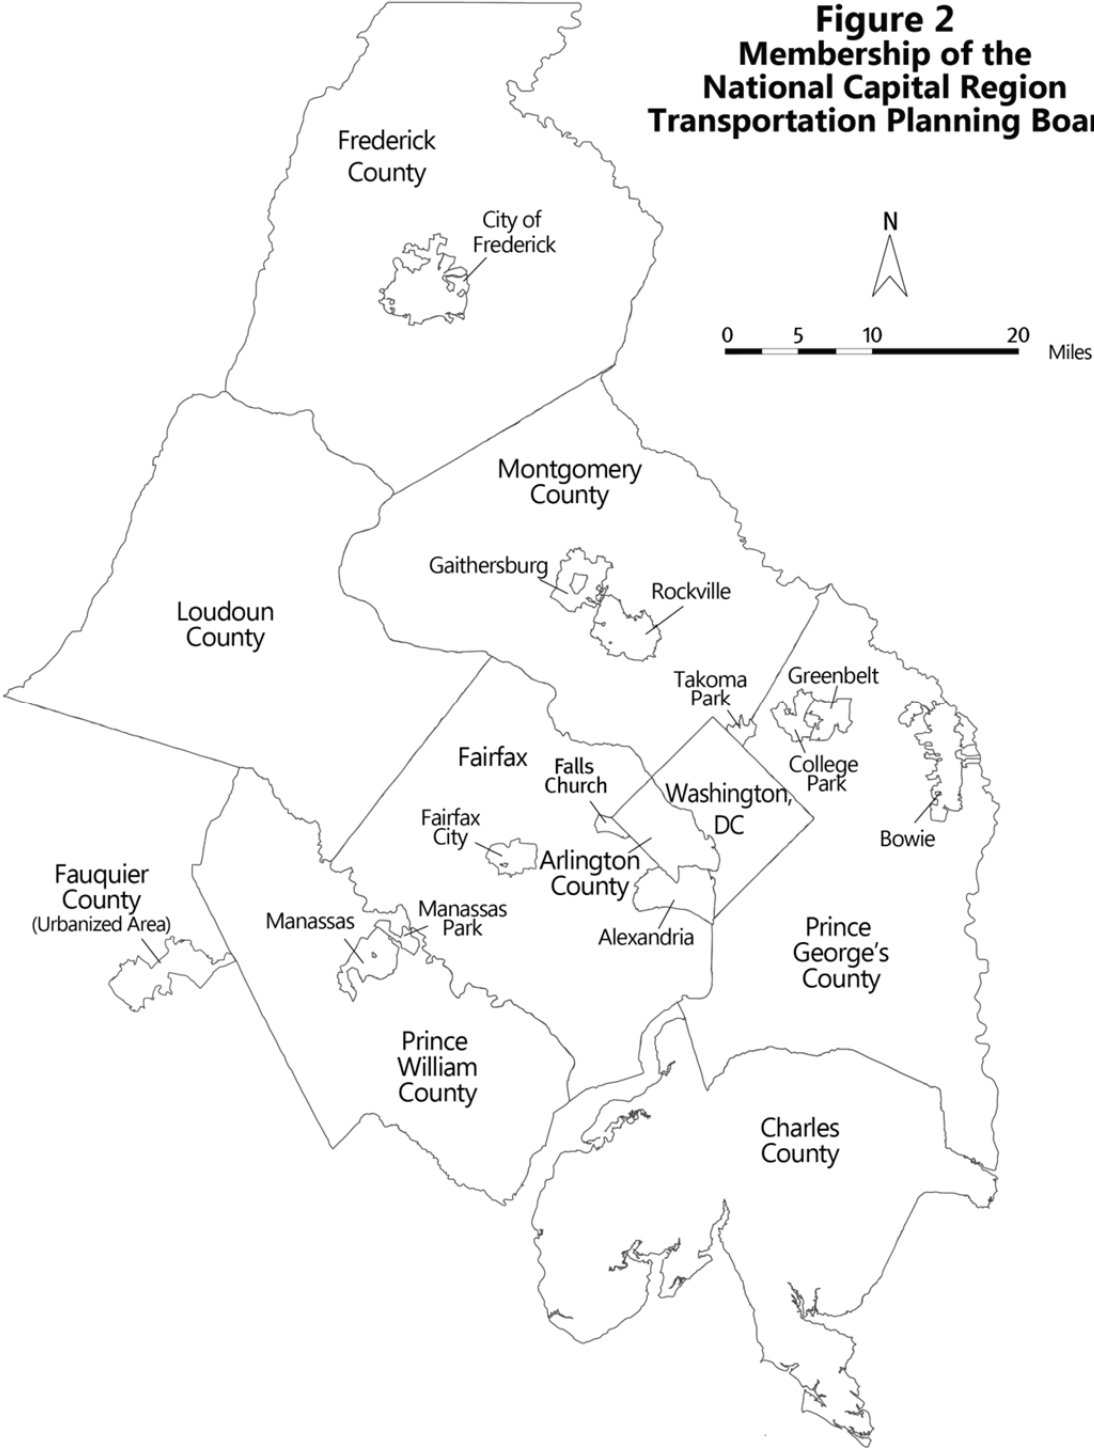 Figure 2
Membership of the
National Capital Region
Transportation Planning Boar
Frederick
County
City of
Frederick
N
0 5 10 20
Miles
Montgomery
County
Gaithersburg
Rockville
Loudoun
County
Takoma
Park
Greenbelt
Fairfax
Falls
Church
College
Park
Washington,
DC
Fairfax
City
Bowie
Arlington
County
Fauquier
County
(Urbanized Area)
Manassas
Manassas
Park
Alexandria
Prince
George's
County
Prince
William
County
Charles
County